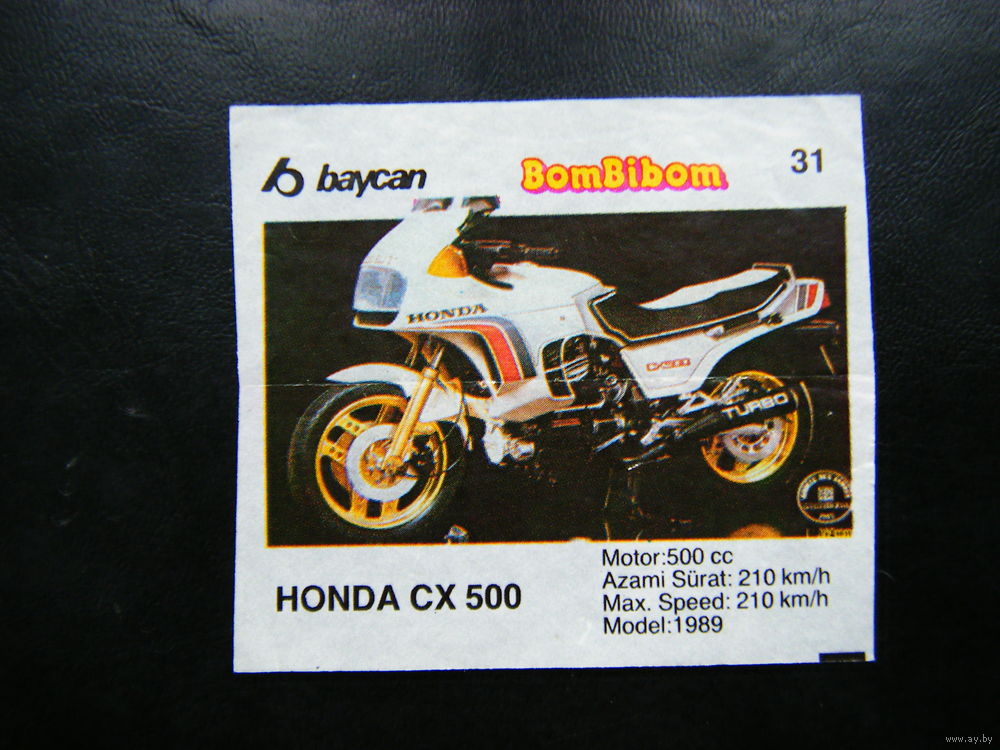 baycan
BomBibom
31
HONDA
TURBO
HONDA CX 500
Motor:500 cc
Azami Sürat: 210 km/h
Max. Speed: 210 km/h
Model:1989
www.ay.by